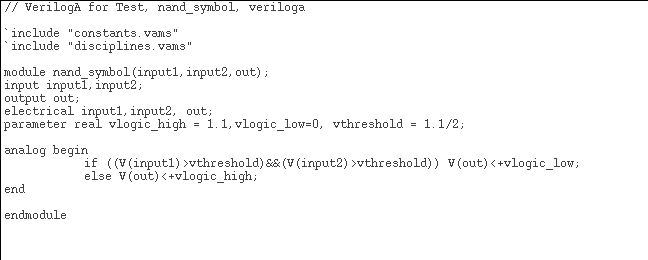 // VerilogA for Test, nand_symbol, veriloga
`include "constants.vams"
`include "disciplines.vams"
module nand_symbol(input1,input2,out);
input input1,input2;
output out;
electrical input1,input2, out;
parameter real vlogic_high = 1.1,vlogic_low=0, vthreshold = 1.1/2;
analog begin
if ((V(input1)>vthreshold)&&(V(input2)>vthreshold)) V(out)<+vlogic_low;
else V(out)<+vlogic_high;
end
endmodule